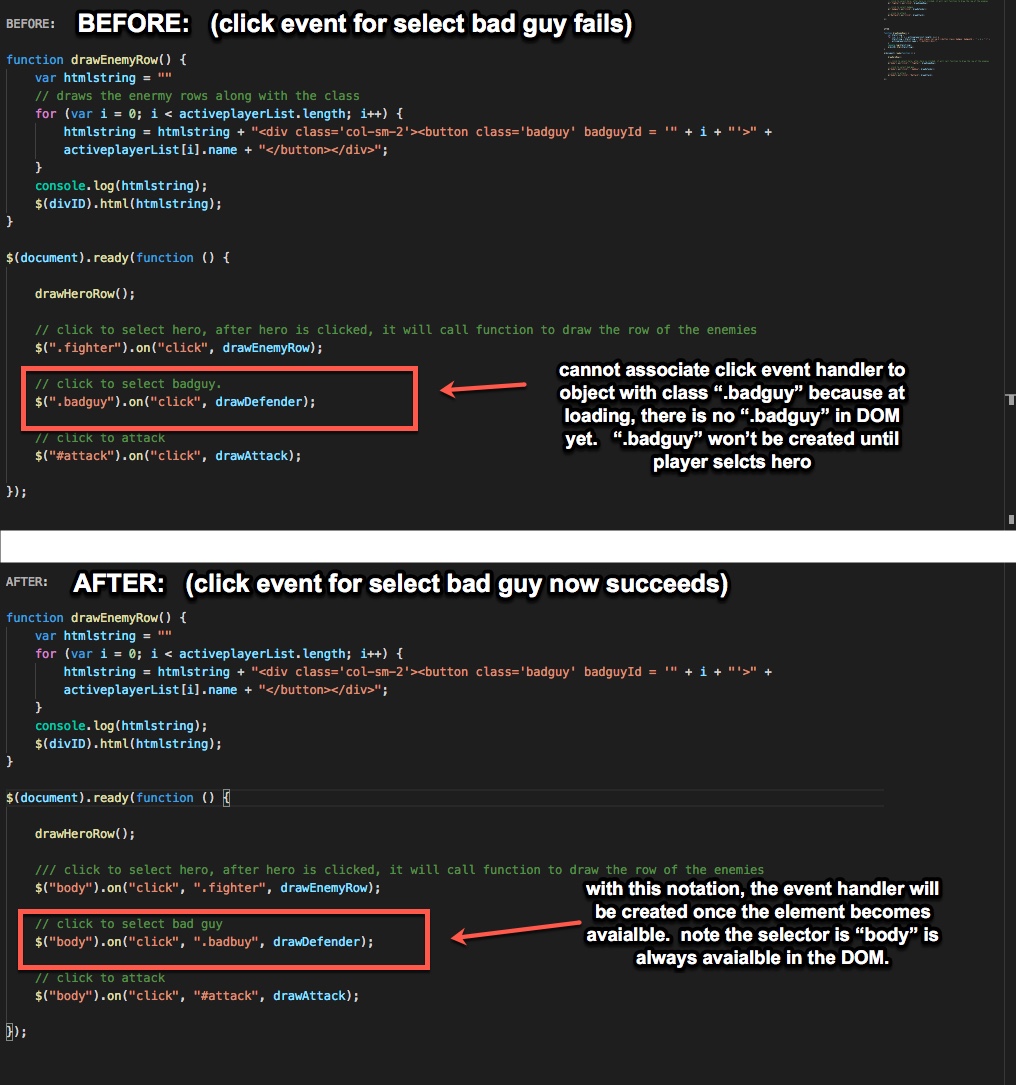 BEFORE: BEFORE: (click event for select bad guy fails)
function drawEnemyRow() {
var htmlstring = ""
// draws the enermy rows along with the class
for (var i = 0; i < activeplayerList.length; i++) {
htmlstring = htmlstring + "<div class='col-sm-2'><button class='badguy' badguyId = '" + i + "'>" +
activeplayerList[i].name + "</button></div>";
}
console.log(htmlstring);
$(divID).html(htmlstring);
}
$(document).ready(function () {
drawHeroRow();
// click to select hero, after hero is clicked, it will call function to draw the row of the enemies
$(".fighter").on("click", drawEnemyRow);
// click to select badguy.
$(".badguy").on("click", drawDefender);
// click to attack
$("#attack").on("click", drawAttack);
});
cannot associate click event handler to
object with class “.badguy” because at
loading, there is no “.badguy” in DOM
yet. “.badguy” won’t be created until
player selcts hero
AFTER: AFTER: (click event for select bad guy now succeeds)
function drawEnemyRow() {
var htmlstring = ""
for (var i = 0; i < activeplayerList.length; i++) {
htmlstring = htmlstring + "<div class='col-sm-2'><button class='badguy' badguyId = '" + i + "'>" +
activeplayerList[i].name + "</button></div>";
}
console.log(htmlstring);
$(divID).html(htmlstring);
}
$(document).ready(function () {
drawHeroRow();
/// click to select hero, after hero is clicked, it will call function to draw the row of the enemies
$("body").on("click", ".fighter", drawEnemyRow);
// click to select bad guy
$("body").on("click", ".badbuy", drawDefender);
// click to attack
$("body").on("click", "#attack", drawAttack);
});
with this notation, the event handler will
be created once the element becomes
avaialble. note the selector is “body” is
always avaialble in the DOM.